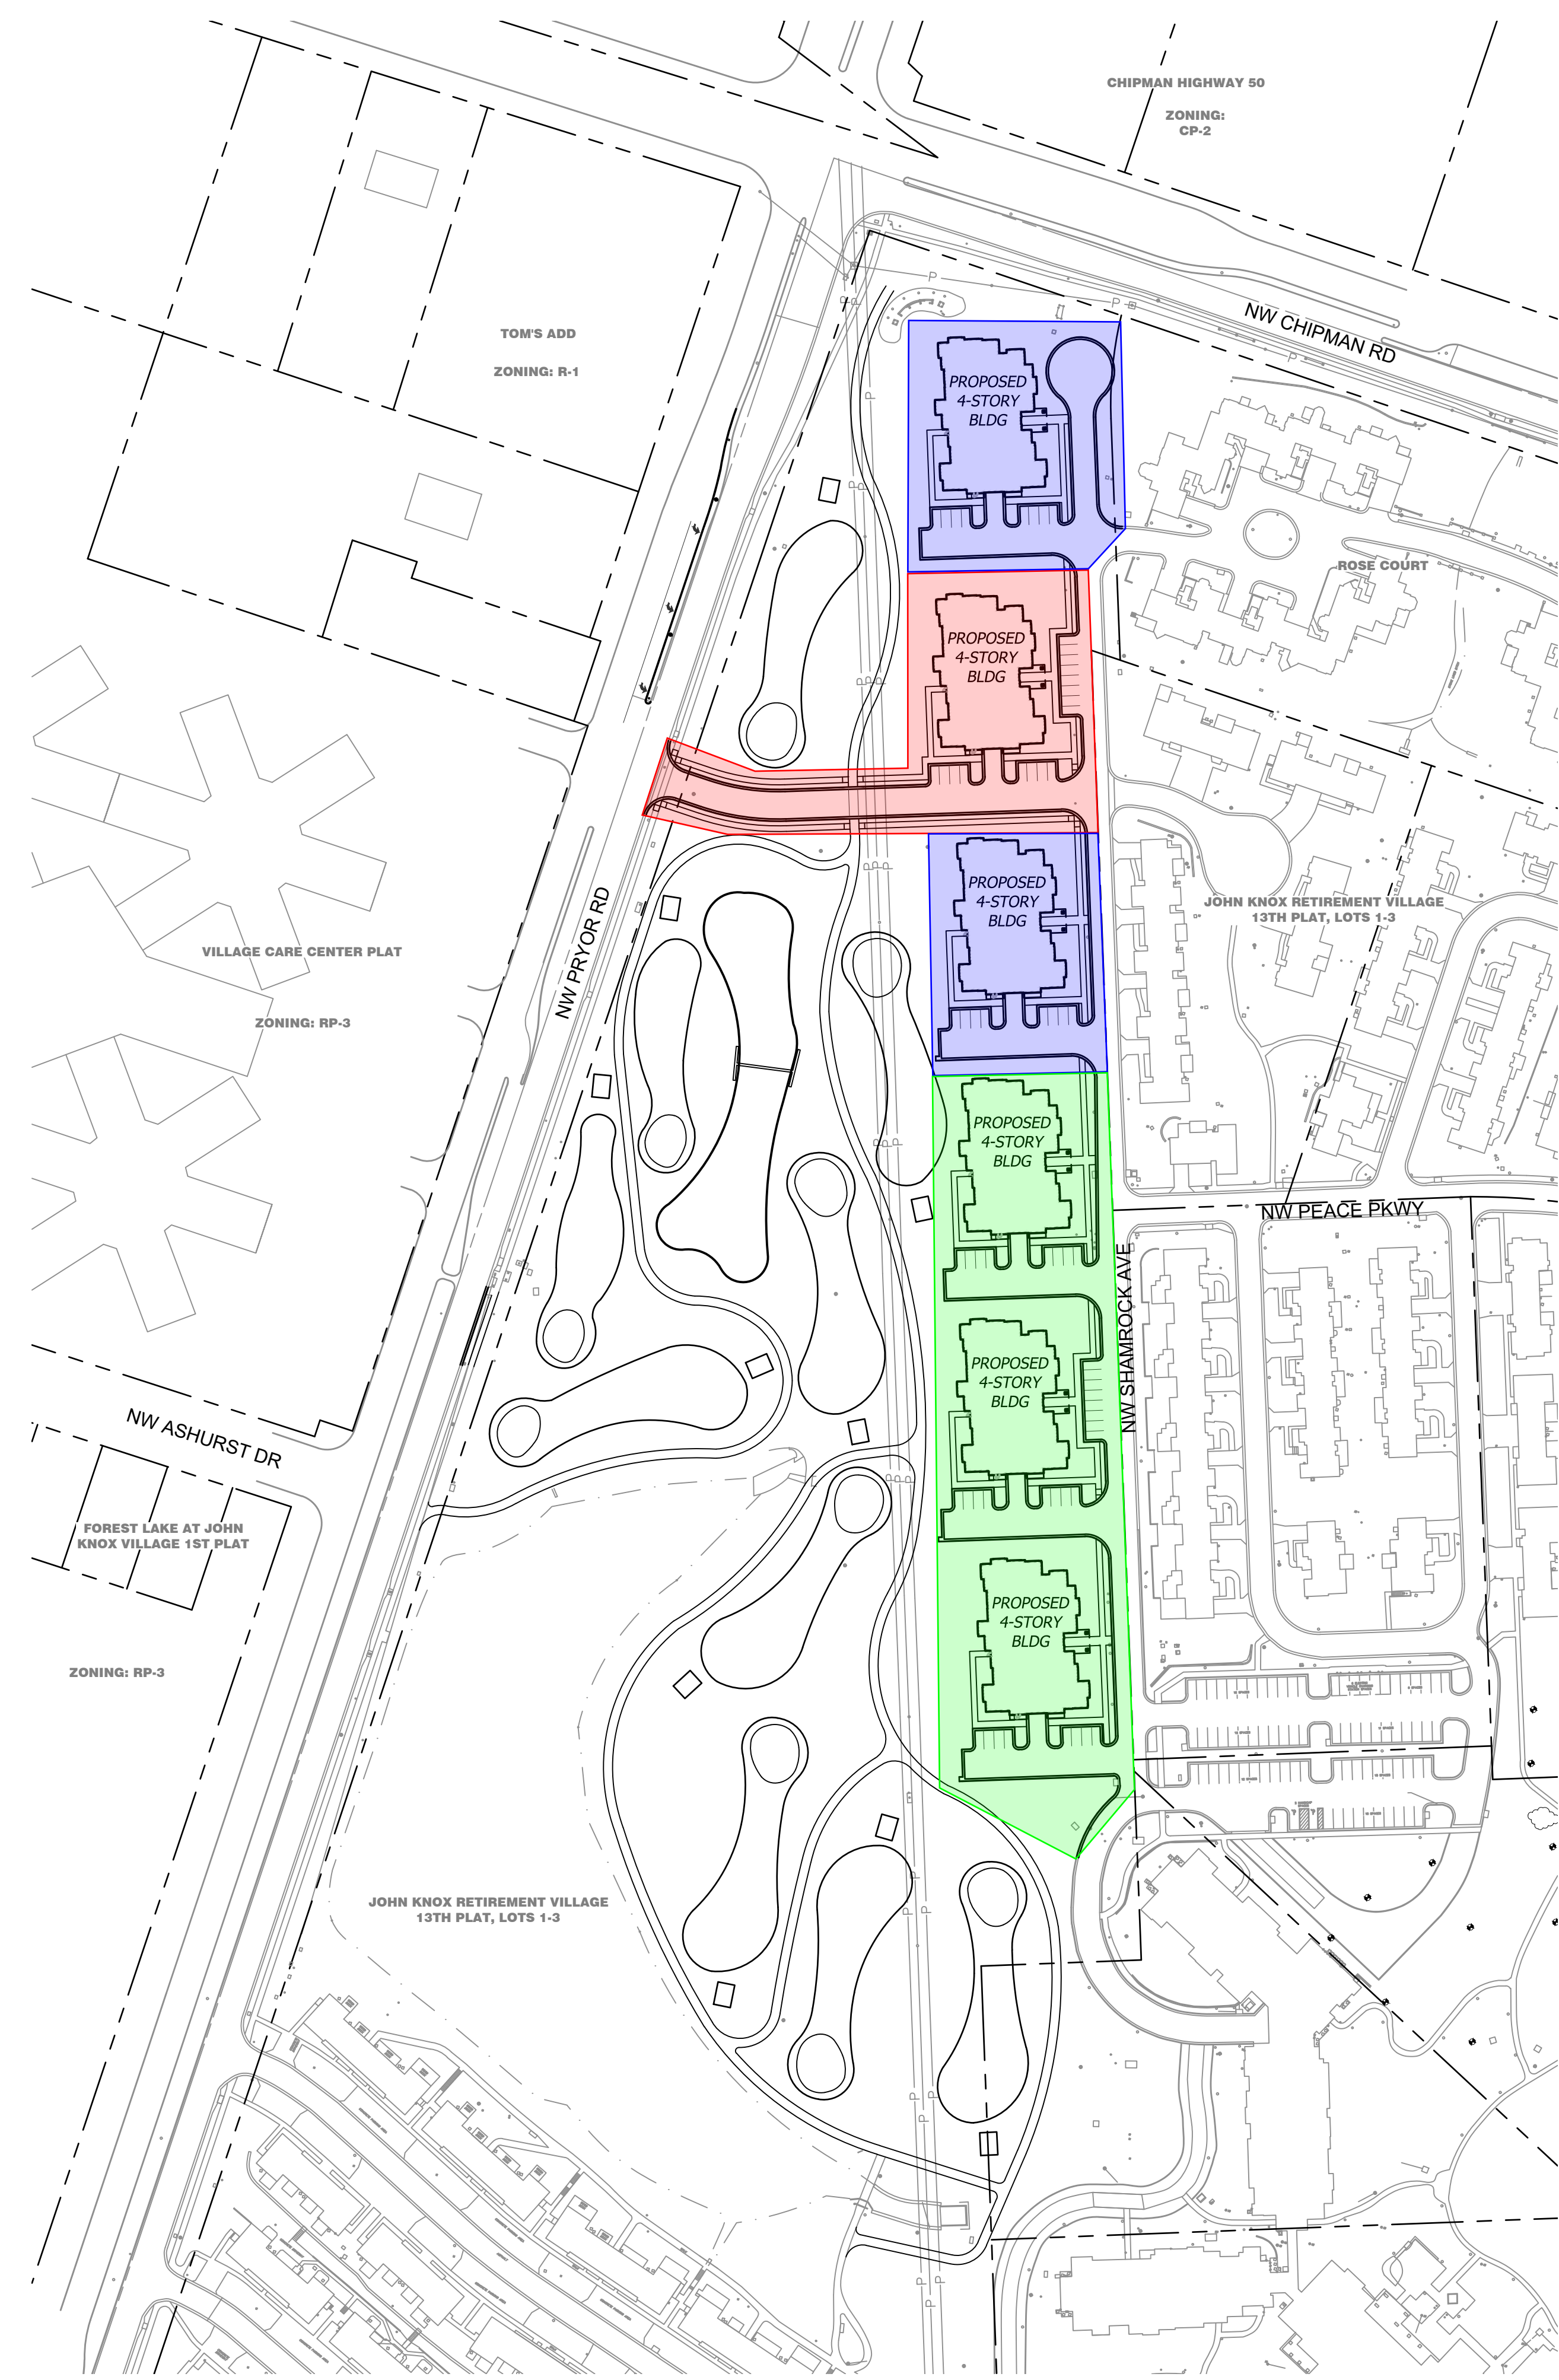 CHIPMAN HIGHWAY 50
ZONING:
CP-2
P
P
P
P
NW CHIPMAN RD
P
P
TOM'S ADD
ZONING: R-1
PROPOSED
4-STORY
BLDG
ROSE COURT
PROPOSED
4-STORY
BLDG
PROPOSED
4-STORY
BLDG
JOHN KNOX RETIREMENT VILLAGE
13TH PLAT, LOTS 1-3
NW PRYOR RD
VILLAGE CARE CENTER PLAT
ZONING: RP-3
PROPOSED
4-STORY
BLDG
NW PEACE PKWY
NW SHAMROCK AVE
PROPOSED
4-STORY
BLDG
NW ASHURST DR
FOREST LAKE AT JOHN
KNOX VILLAGE 1ST PLAT
PROPOSED
4-STORY
BLDG
ZONING: RP-3
JOHN KNOX RETIREMENT VILLAGE
13TH PLAT, LOTS 1-3